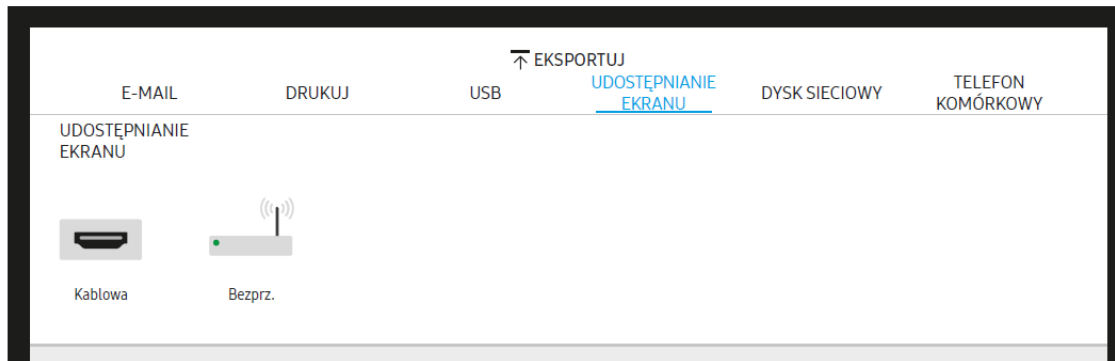 EKSPORTUJ
E-MAIL DRUKUJ USB UDOSTĘPNIANIE EKRANU DYSK SIECIOWY TELEFON KOMÓRKOWY
UDOSTĘPNIANIE
EKRANU
Kablowa Bezprz.